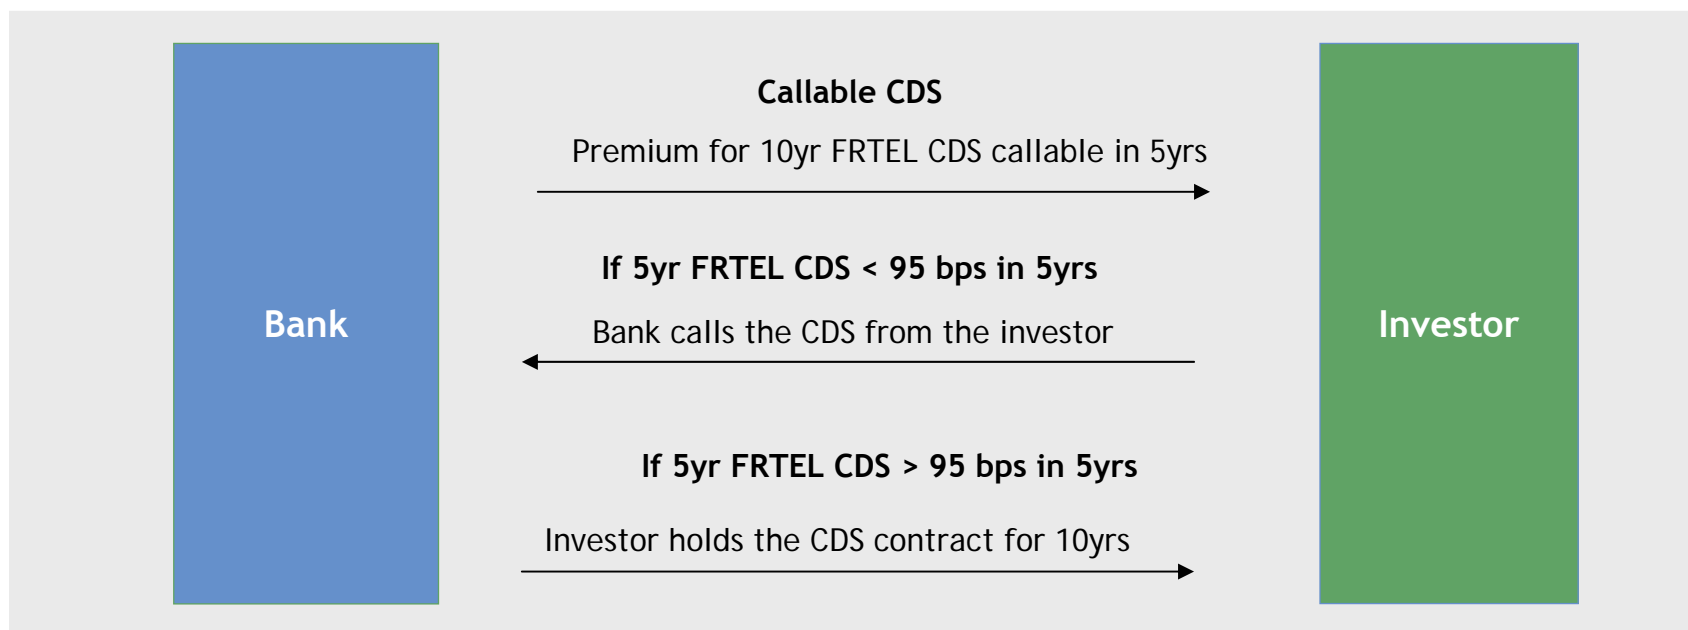 Callable CDS
Premium for 10yr FRTEL CDS callable in 5yrs
If 5yr FRTEL CDS < 95 bps in 5yrs
Bank
Bank calls the CDS from the investor
Investor
If 5yr FRTEL CDS > 95 bps in 5yrs
Investor holds the CDS contract for 10yrs